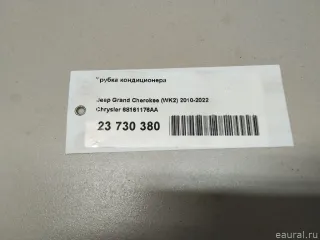 Трубка кондиционера
Jeep Grand Cherokee (WK2) 2010-2022
Chrysler 68161176AA
23 730 380
eaural.ru